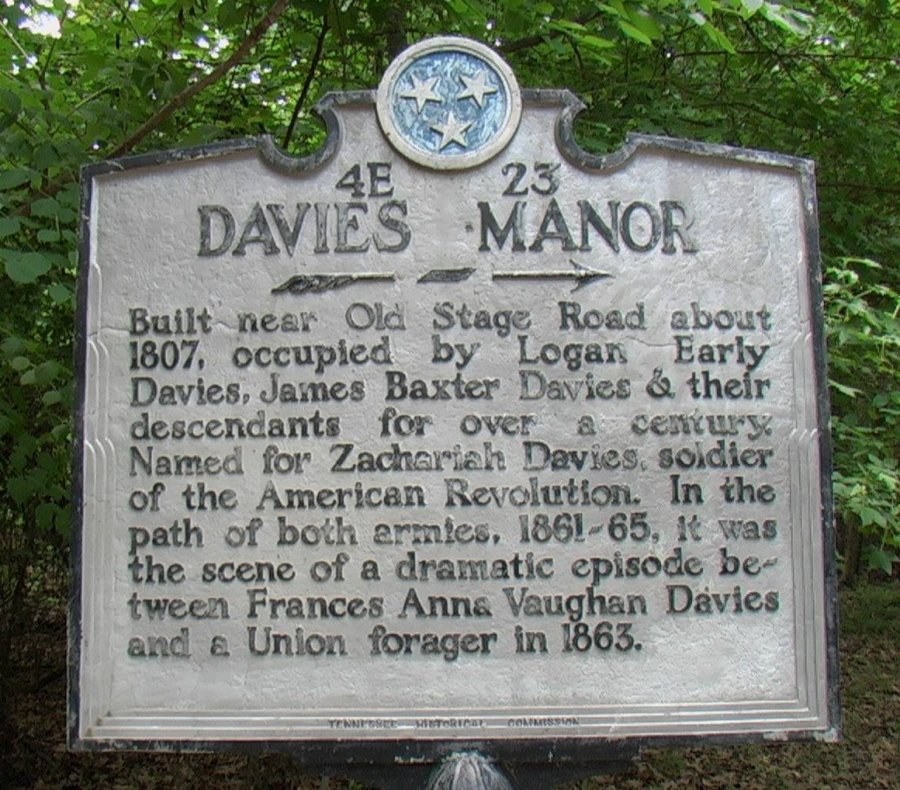 4E 23
DAVIES MANOR
Built near Old Stage Road about
1807, occupied by Logan Early
Davies, James Baxter Davies & their
descendants for over a century.
Named for Zachariah Davies, soldier
of the American Revolution. In the
path of both armies, 1861-65, it was
the scene of a dramatic episode be-
tween Frances Anna Vaughan Davies
and a Union forager in 1863.
TENNESSEE HISTORICAL COMMISSION